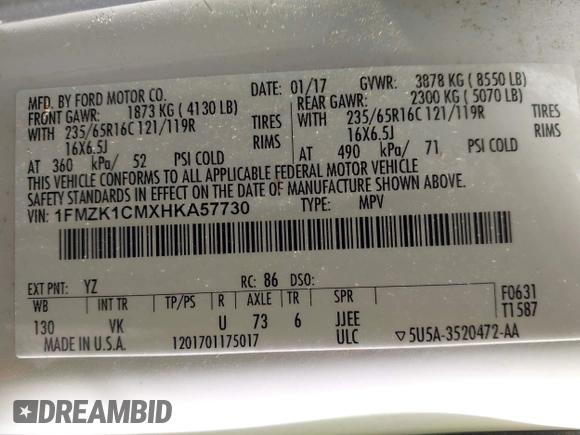 MFD. BY FORD MOTOR CO.
DATE: 01/17 GVWR: 3878 KG ( 8550 LB)
FRONT GAWR: 1873 KG ( 4130 LB)
REAR GAWR: 2300 KG ( 5070 LB)
WITH 235/65R16C 121/119R TIRES
WITH 235/65R16C 121/119R TIRES
16X6.5J RIMS
16X6.5J RIMS
AT 360 kPa/ 52 PSI COLD
AT 490 kPa/ 71 PSI COLD
THIS VEHICLE CONFORMS TO ALL APPLICABLE FEDERAL MOTOR VEHICLE
SAFETY STANDARDS IN EFFECT ON THE DATE OF MANUFACTURE SHOWN ABOVE.
VIN: 1FMZK1CMXHKA57730 TYPE: MPV
EXT PNT: YZ RC: 86 DSO:
WB INT TR TP/PS R AXLE TR SPR
F0631
T1587
130 VK U 73 6 JJEE
MADE IN U.S.A. 1201701175017 ULC ▽5U5A-3520472-AA
DREAMBID